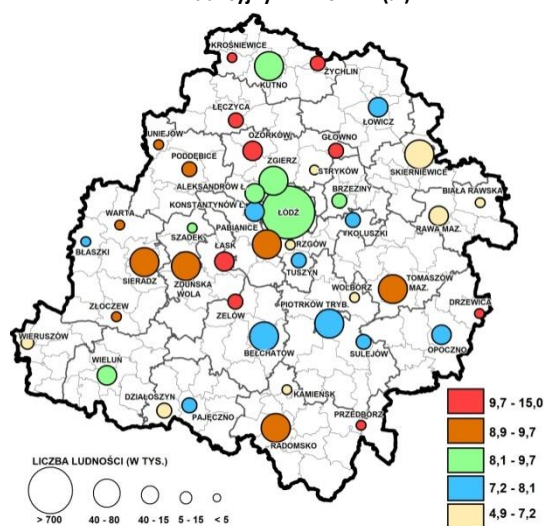 KROŚNIEWICE
KUTNO
ŻYCHLIN
ŁĘCZYCA
ŁOWICZ
UNIEJÓW
OZORKÓW
GŁOWNO
PODDĘBICE
ZGIERZ
STRYKÓW
SKIERNIEWICE
ALEKSANDRÓW Ł.
BRZEZINY
BIAŁA RAWSKA
KONSTANTYNÓW Ł.
ŁÓDŹ
WARTA
PABIANICE
RAWA MAZ.
SZADEK
KOLUSZKI
BŁASZKI
ŁASK
RZGÓW
SIERADZ
ZDUŃSKA
WOLA
TUSZYN
TOMASZÓW
MAZ.
WOLBÓRZ
ZŁOCZEW
ZELÓW
PIOTRKÓW TRYB.
DRZEWICA
WIERUSZÓW
BEŁCHATÓW
SULEJÓW
OPOCZNO
WIELUŃ
DZIAŁOSZYN
PAJĘCZNO
KAMIEŃSK
PRZEDBÓRZ
RADOMSKO
9,7 - 15,0
8,9 - 9,7
8,1 - 9,7
7,2 - 8,1
4,9 - 7,2
LICZBA LUDNOŚCI (W TYS.)
> 700 40 - 80 40 - 15 5 - 15 < 5